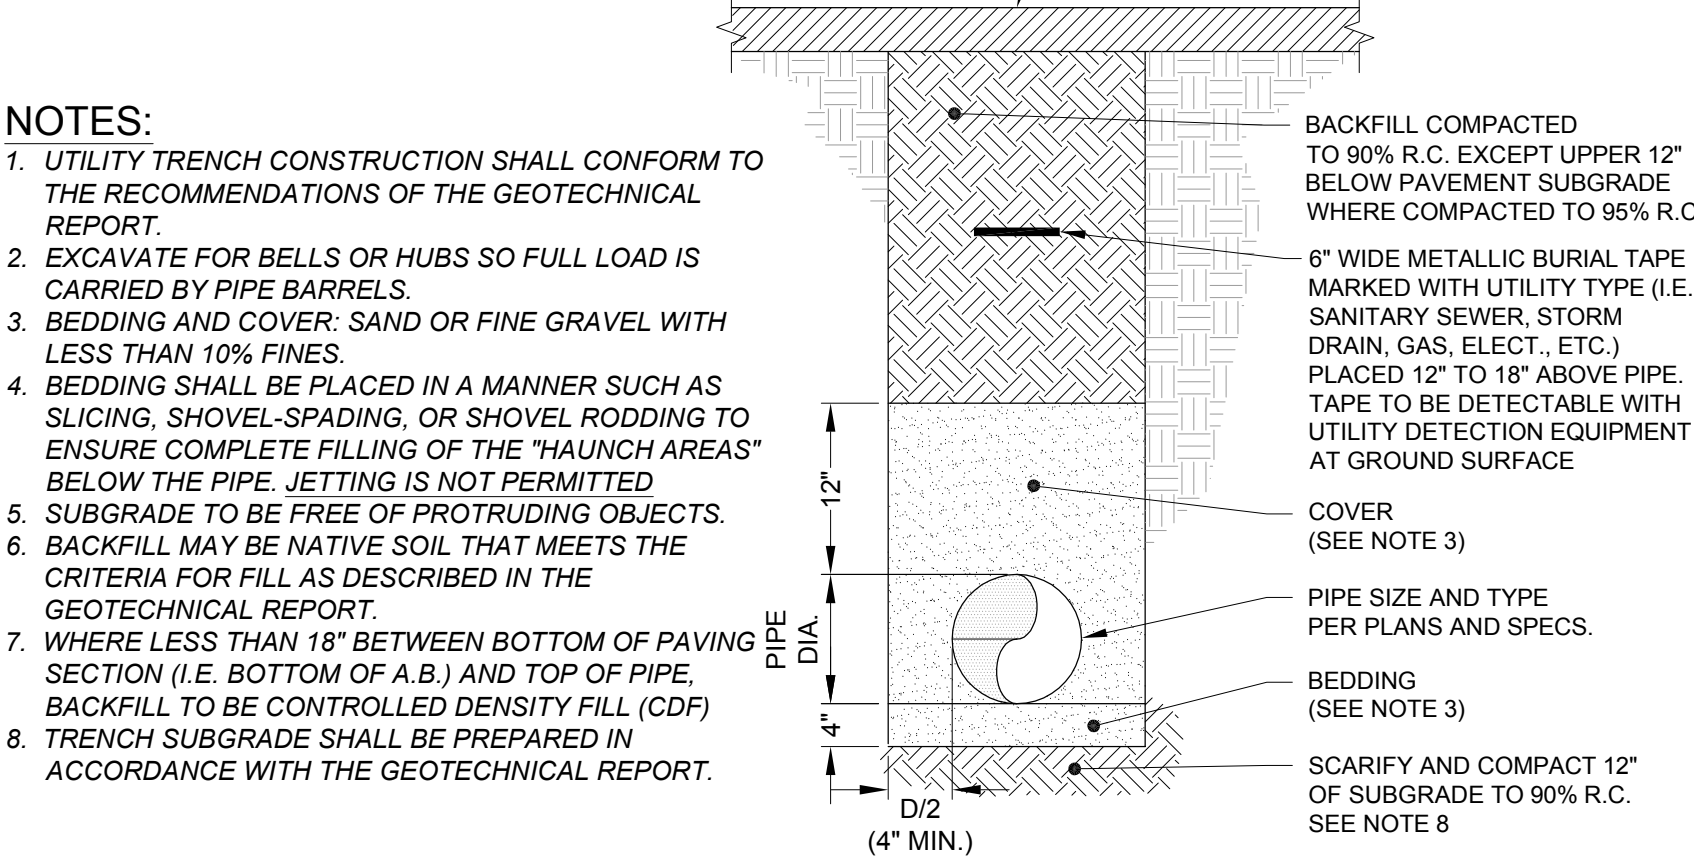 NOTES:
1. UTILITY TRENCH CONSTRUCTION SHALL CONFORM TO
THE RECOMMENDATIONS OF THE GEOTECHNICAL
REPORT.
2. EXCAVATE FOR BELLS OR HUBS SO FULL LOAD IS
CARRIED BY PIPE BARRELS.
3. BEDDING AND COVER: SAND OR FINE GRAVEL WITH
LESS THAN 10% FINES.
4. BEDDING SHALL BE PLACED IN A MANNER SUCH AS
SLICING, SHOVEL-SPADING, OR SHOVEL RODDING TO
ENSURE COMPLETE FILLING OF THE "HAUNCH AREAS"
BELOW THE PIPE. JETTING IS NOT PERMITTED
5. SUBGRADE TO BE FREE OF PROTRUDING OBJECTS.
6. BACKFILL MAY BE NATIVE SOIL THAT MEETS THE
CRITERIA FOR FILL AS DESCRIBED IN THE
GEOTECHNICAL REPORT.
7. WHERE LESS THAN 18" BETWEEN BOTTOM OF PAVING
SECTION (I.E. BOTTOM OF A.B.) AND TOP OF PIPE,
BACKFILL TO BE CONTROLLED DENSITY FILL (CDF)
8. TRENCH SUBGRADE SHALL BE PREPARED IN
ACCORDANCE WITH THE GEOTECHNICAL REPORT.
12"
PIPE
DIA.
4"
D/2
(4" MIN.)
BACKFILL COMPACTED
TO 90% R.C. EXCEPT UPPER 12"
BELOW PAVEMENT SUBGRADE
WHERE COMPACTED TO 95% R.C
6" WIDE METALLIC BURIAL TAPE
MARKED WITH UTILITY TYPE (I.E.
SANITARY SEWER, STORM
DRAIN, GAS, ELECT., ETC.)
PLACED 12" TO 18" ABOVE PIPE.
TAPE TO BE DETECTABLE WITH
UTILITY DETECTION EQUIPMENT
AT GROUND SURFACE
COVER
(SEE NOTE 3)
PIPE SIZE AND TYPE
PER PLANS AND SPECS.
BEDDING
(SEE NOTE 3)
SCARIFY AND COMPACT 12"
OF SUBGRADE TO 90% R.C.
SEE NOTE 8